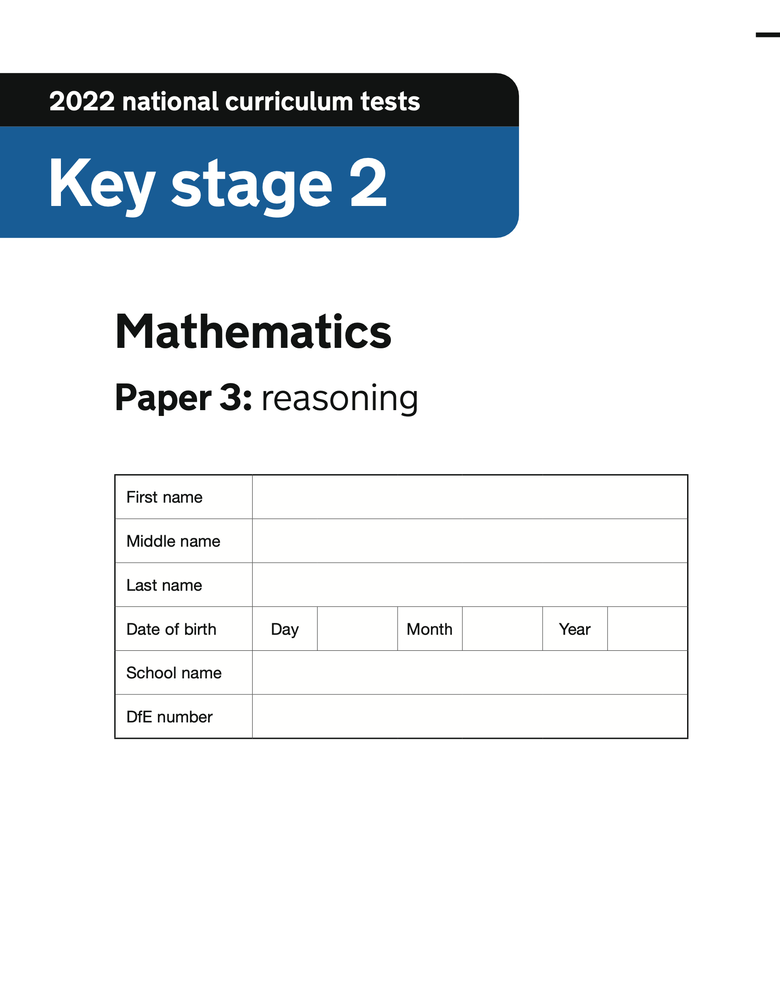 2022 national curriculum tests
Key stage 2
Mathematics
Paper 3: reasoning
First name
Middle name
Last name
Date of birth Day Month Year
School name
DfE number